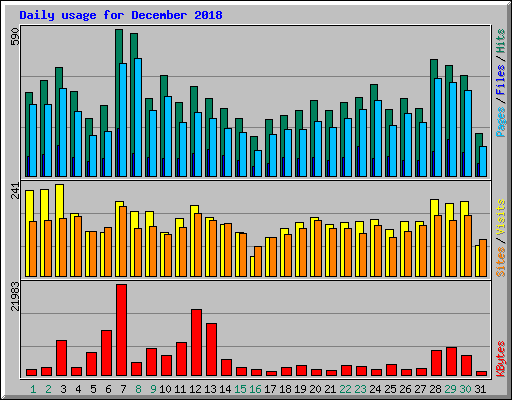 Daily usage for December 2018
590
Pages / Files / Hits
241
Sites / Visits
21983
KBytes
1 2 3 4 5 6 7 8 9 10 11 12 13 14 15 16 17 18 19 20 21 22 23 24 25 26 27 28 29 30 31